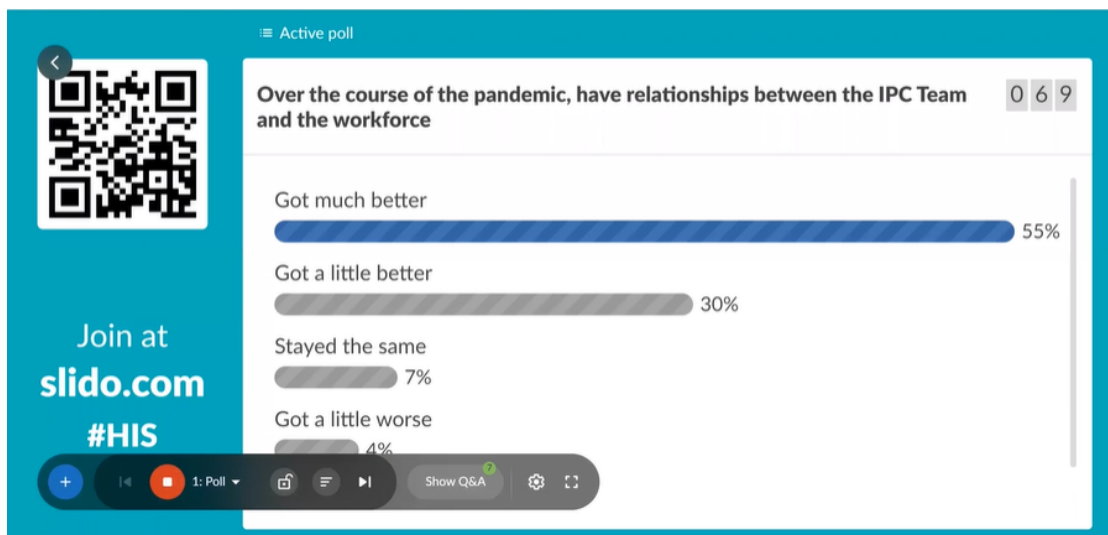 Active poll
Over the course of the pandemic, have relationships between the IPC Team
and the workforce
0 6 9
Got much better
55%
Got a little better
30%
Stayed the same
7%
Got a little worse
4%
Join at
slido.com
#HIS
1: Poll
Show Q&A
7